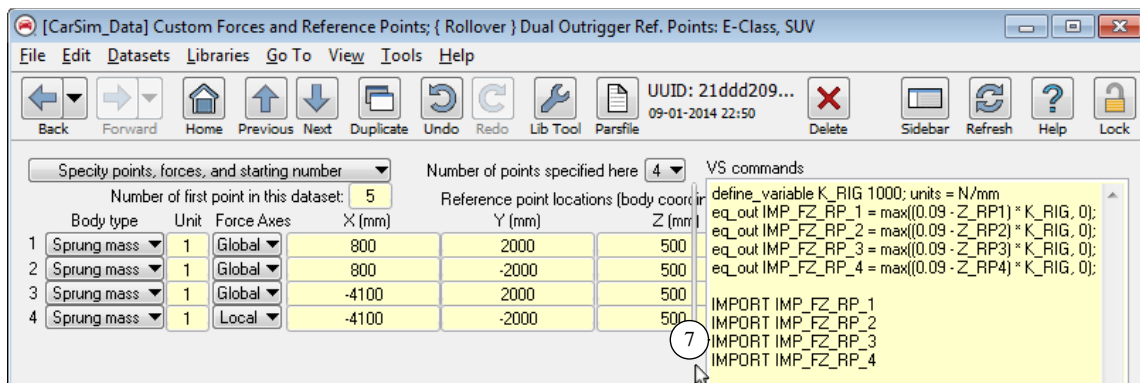 [CarSim_Data] Custom Forces and Reference Points; { Rollover } Dual Outrigger Ref. Points: E-Class, SUV
File Edit Datasets Libraries Go To View Tools Help
UUID: 21ddd209...
09-01-2014 22:50
Back Forward Home Previous Next Duplicate Undo Redo Lib Tool Parsfile Delete Sidebar Refresh Help Lock
Specity points, forces, and starting number Number of points specified here 4 VS commands
Number of first point in this dataset: 5 Reference point locations (body coordin
Body type Unit Force Axes X (mm) Y (mm) Z (mm)
1 Sprung mass 1 Global 800 2000 500
2 Sprung mass 1 Global 800 -2000 500
3 Sprung mass 1 Global -4100 2000 500
4 Sprung mass 1 Local -4100 -2000 500
define_variable K_RIG 1000; units = N/mm
eq_out IMP_FZ_RP_1 = max((0.09 - Z_RP1) * K_RIG, 0);
eq_out IMP_FZ_RP_2 = max((0.09 - Z_RP2) * K_RIG, 0);
eq_out IMP_FZ_RP_3 = max((0.09 - Z_RP3) * K_RIG, 0);
eq_out IMP_FZ_RP_4 = max((0.09 - Z_RP4) * K_RIG, 0);
IMPORT IMP_FZ_RP_1
IMPORT IMP_FZ_RP_2
IMPORT IMP_FZ_RP_3
IMPORT IMP_FZ_RP_4
7